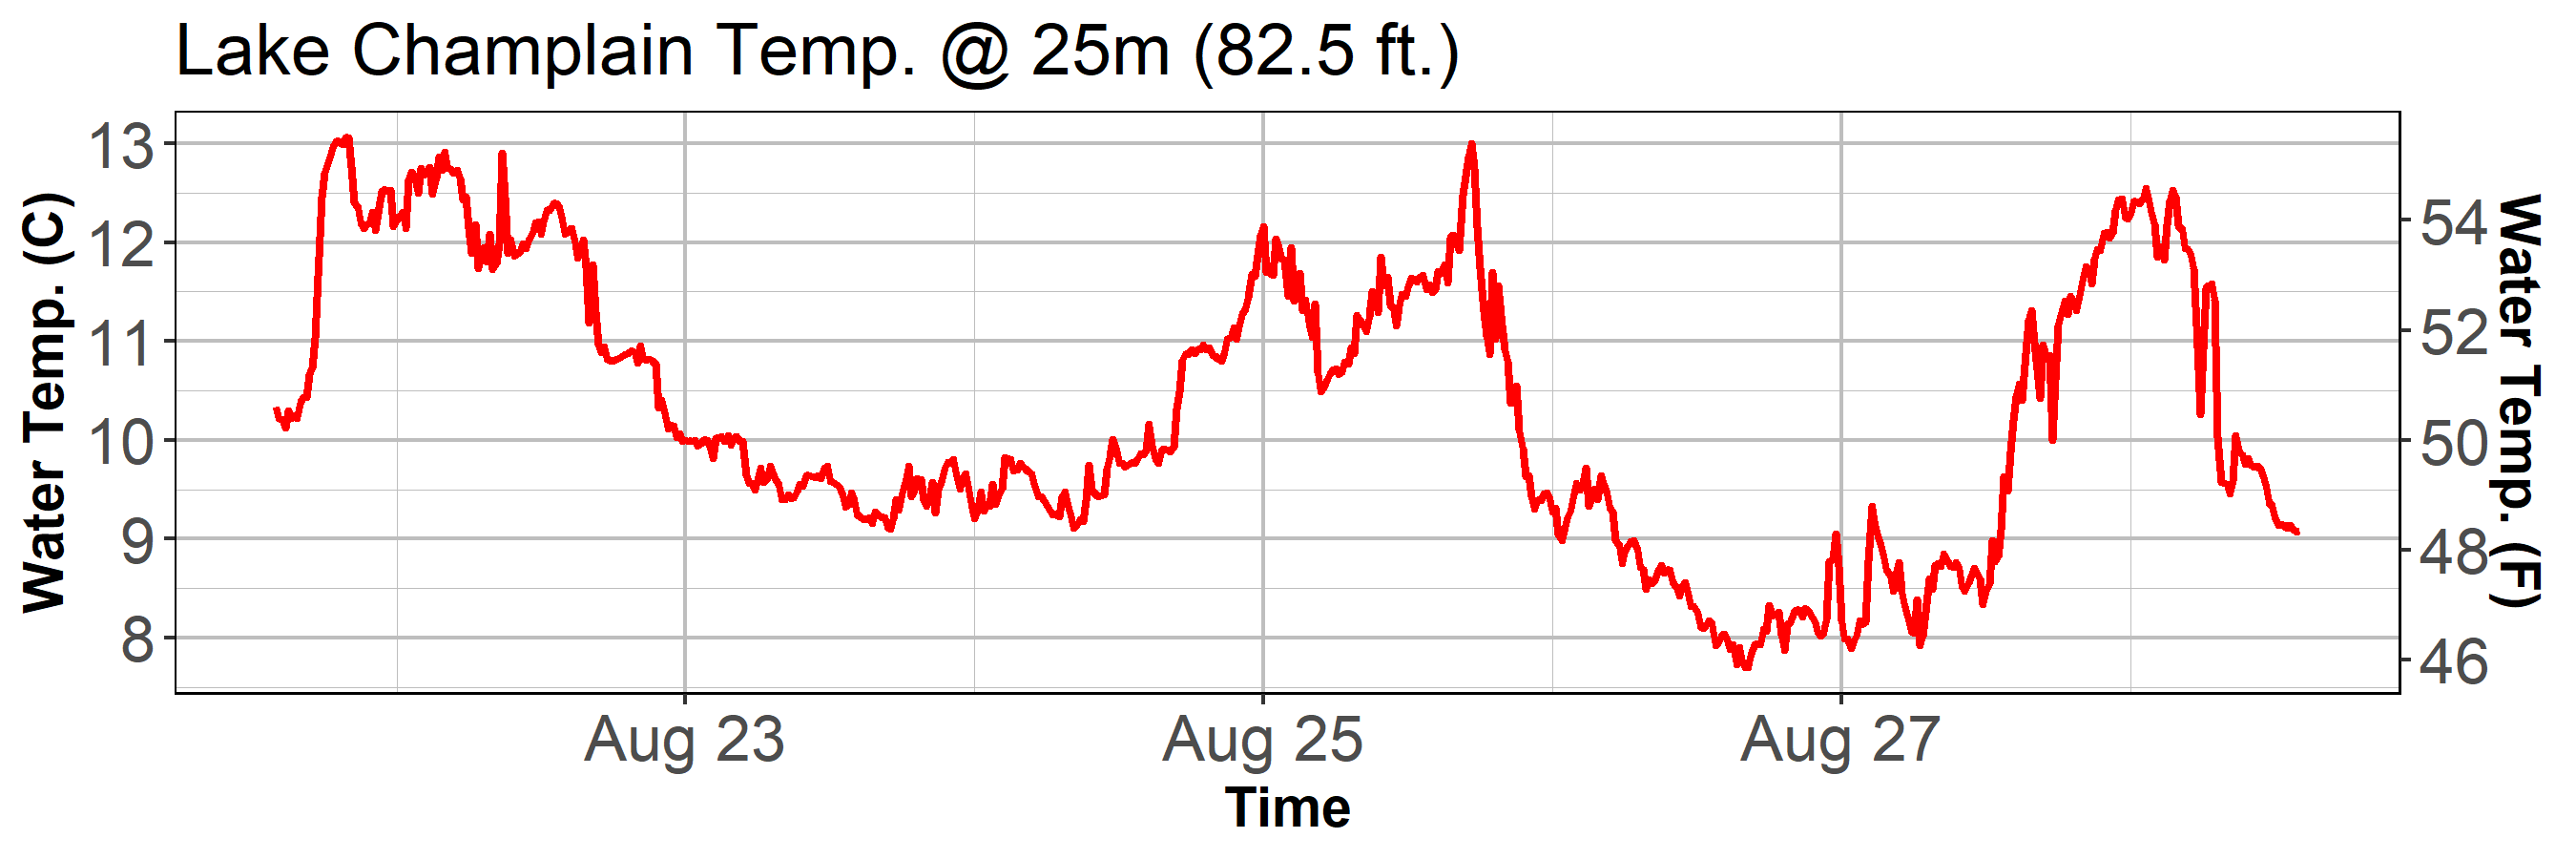 Lake Champlain Temp. @ 25m (82.5 ft.)
Water Temp. (C)
13
12
11
10
9
8
54
52
50
48
46
Water Temp. (F)
Aug 23 Aug 25 Aug 27
Time